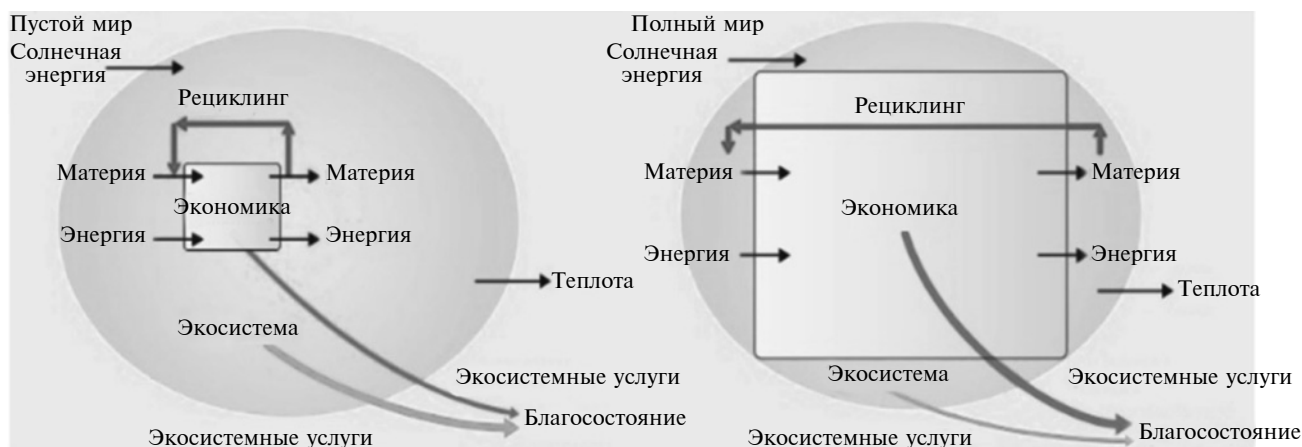 Пустой мир
Солнечная
энергия
Рециклинг
Материя
Материя
Экономика
Энергия
Энергия
Теплота
Экосистема
Экосистемные услуги
Благосостояние
Экосистемные услуги
Полный мир
Солнечная
энергия
Рециклинг
Материя
Материя
Экономика
Энергия
Энергия
Теплота
Экосистема
Экосистемные услуги
Благосостояние
Экосистемные услуги